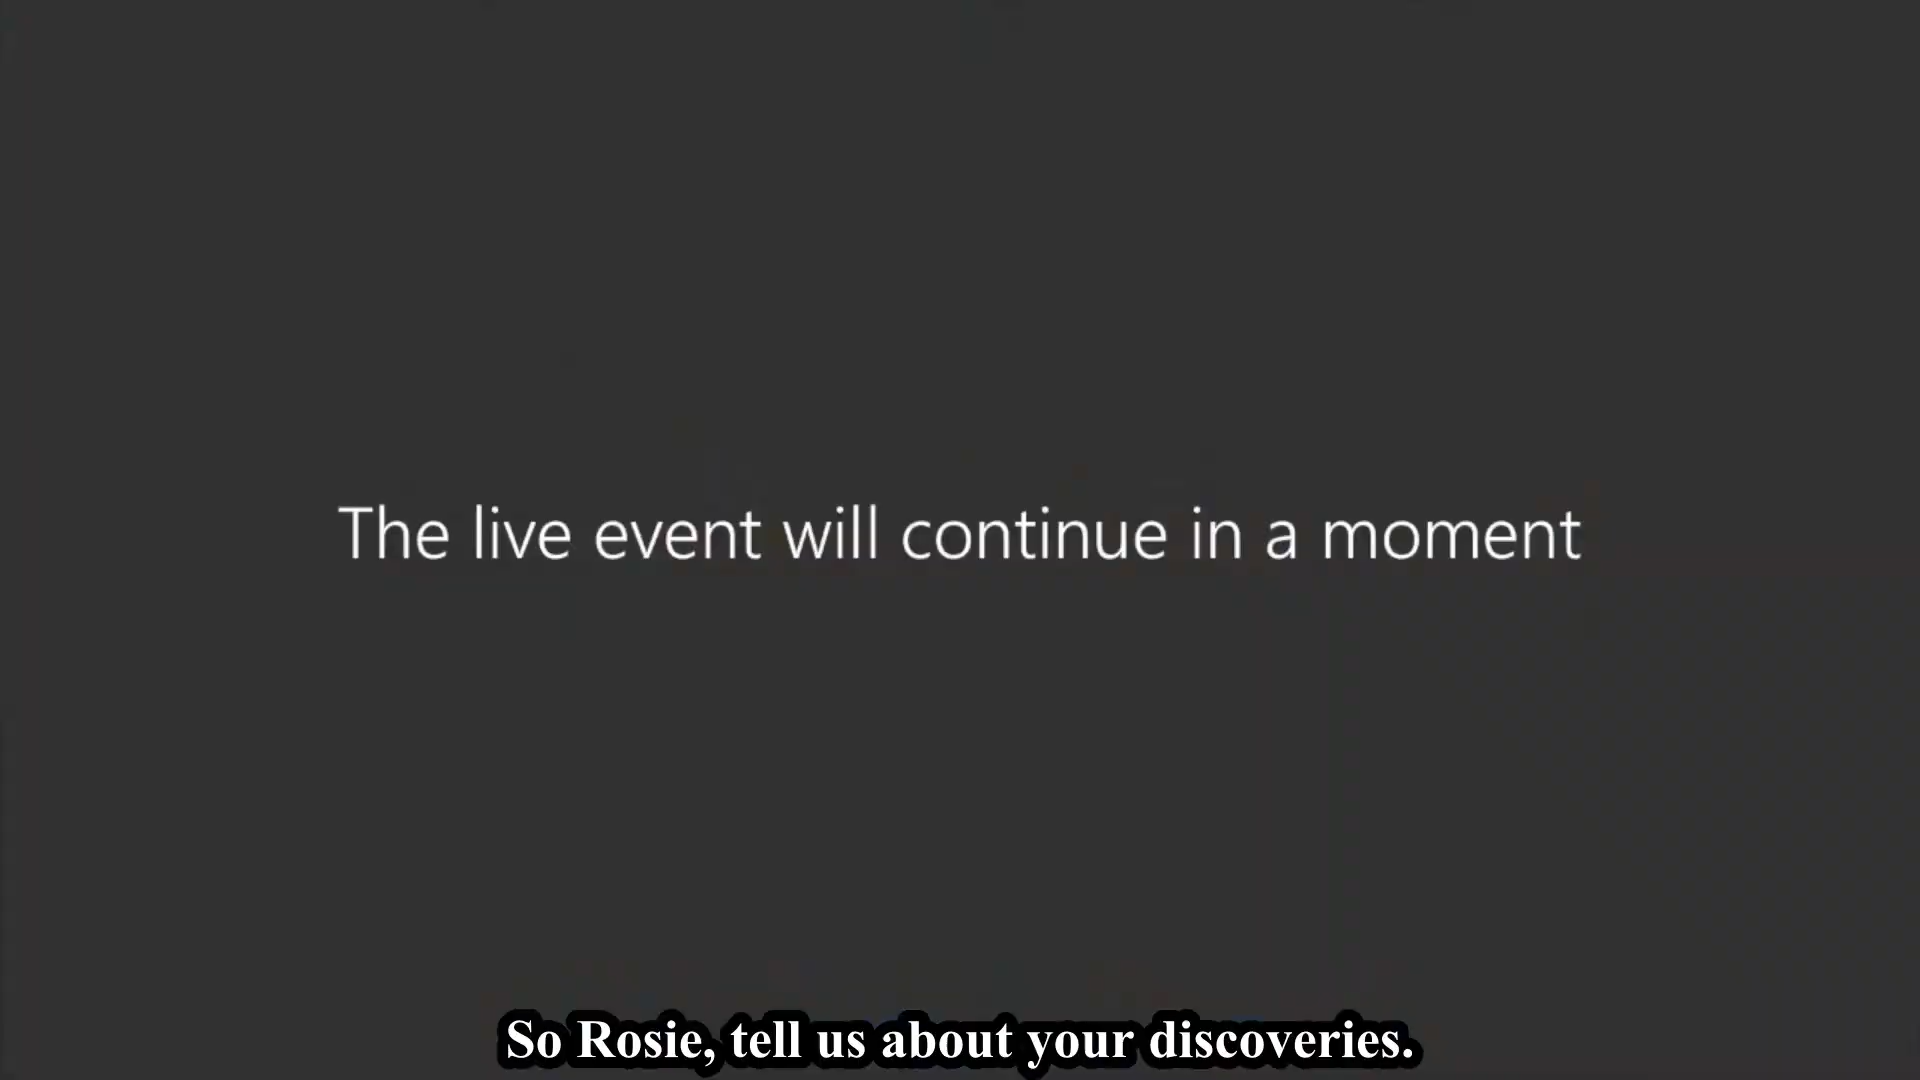 The live event will continue in a moment
So Rosie, tell us about your discoveries.